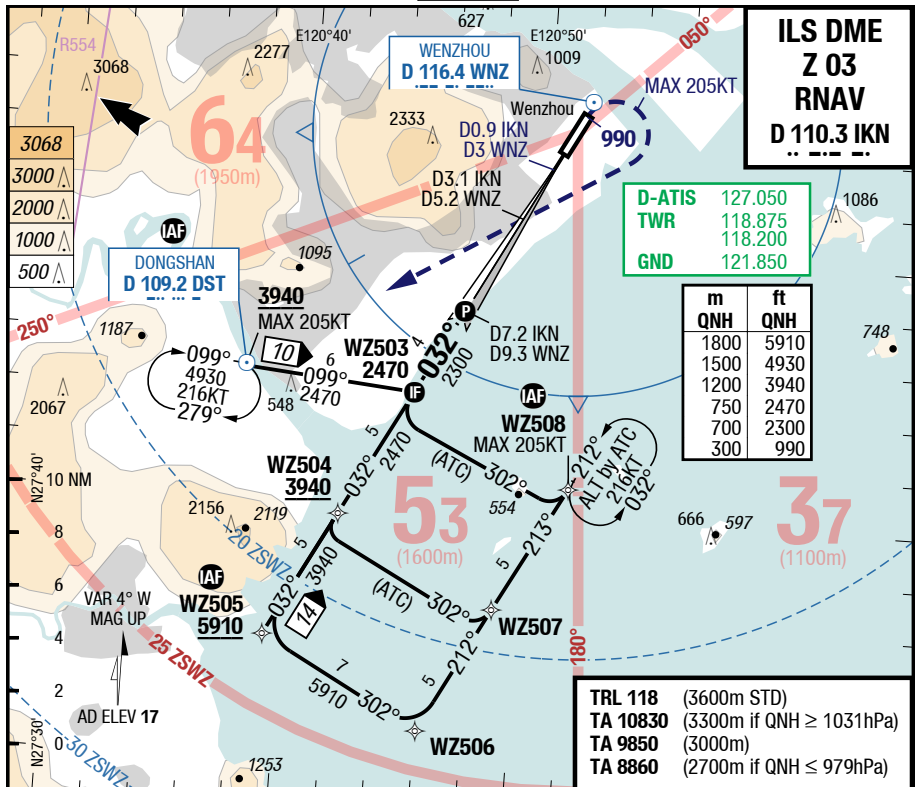 627
E120°40'
E120°50'
050°
R554
2277
3068
WENZHOU
D 116.4 WNZ
1009
MAX 205KT
ILS DME
Z 03
RNAV
D 110.3 IKN
Wenzhou
990
2333
64
(1950m)
D0.9 IKN
D3 WNZ
D3.1 IKN
D5.2 WNZ
3068
3000
2000
1000
500
D-ATIS 127.050
TWR 118.875
118.200
GND 121.850
1086
IAF
DONGSHAN
D 109.2 DST
1095
250°
3940
MAX 205KT
1187
10
6
099°
2470
548
099°
4930
216KT
279°
WZ503
2470
IF
4
032°
2300
P
D7.2 IKN
D9.3 WNZ
m ft
QNH QNH
1800 5910
1500 4930
1200 3940
750 2470
700 2300
300 990
748
2067
IAF
WZ508
MAX 205KT
5
032°
2470
(ATC)
302°
212°
ALT by ATC
216KT
032°
N27°40'
10 NM
WZ504
3940
554
53
(1600m)
37
(1100m)
666
597
2156
2119
20 ZSWZ
8
6
4
2
0
IAF
WZ505
5910
5
032°
3940
14
(ATC)
302°
5
213°
WZ507
5
212°
180°
VAR 4° W
MAG UP
25 ZSWZ
7
5910
302°
WZ506
AD ELEV 17
N27°30'
30 ZSWZ
1253
TRL 118 (3600m STD)
TA 10830 (3300m if QNH ≥ 1031hPa)
TA 9850 (3000m)
TA 8860 (2700m if QNH ≤ 979hPa)